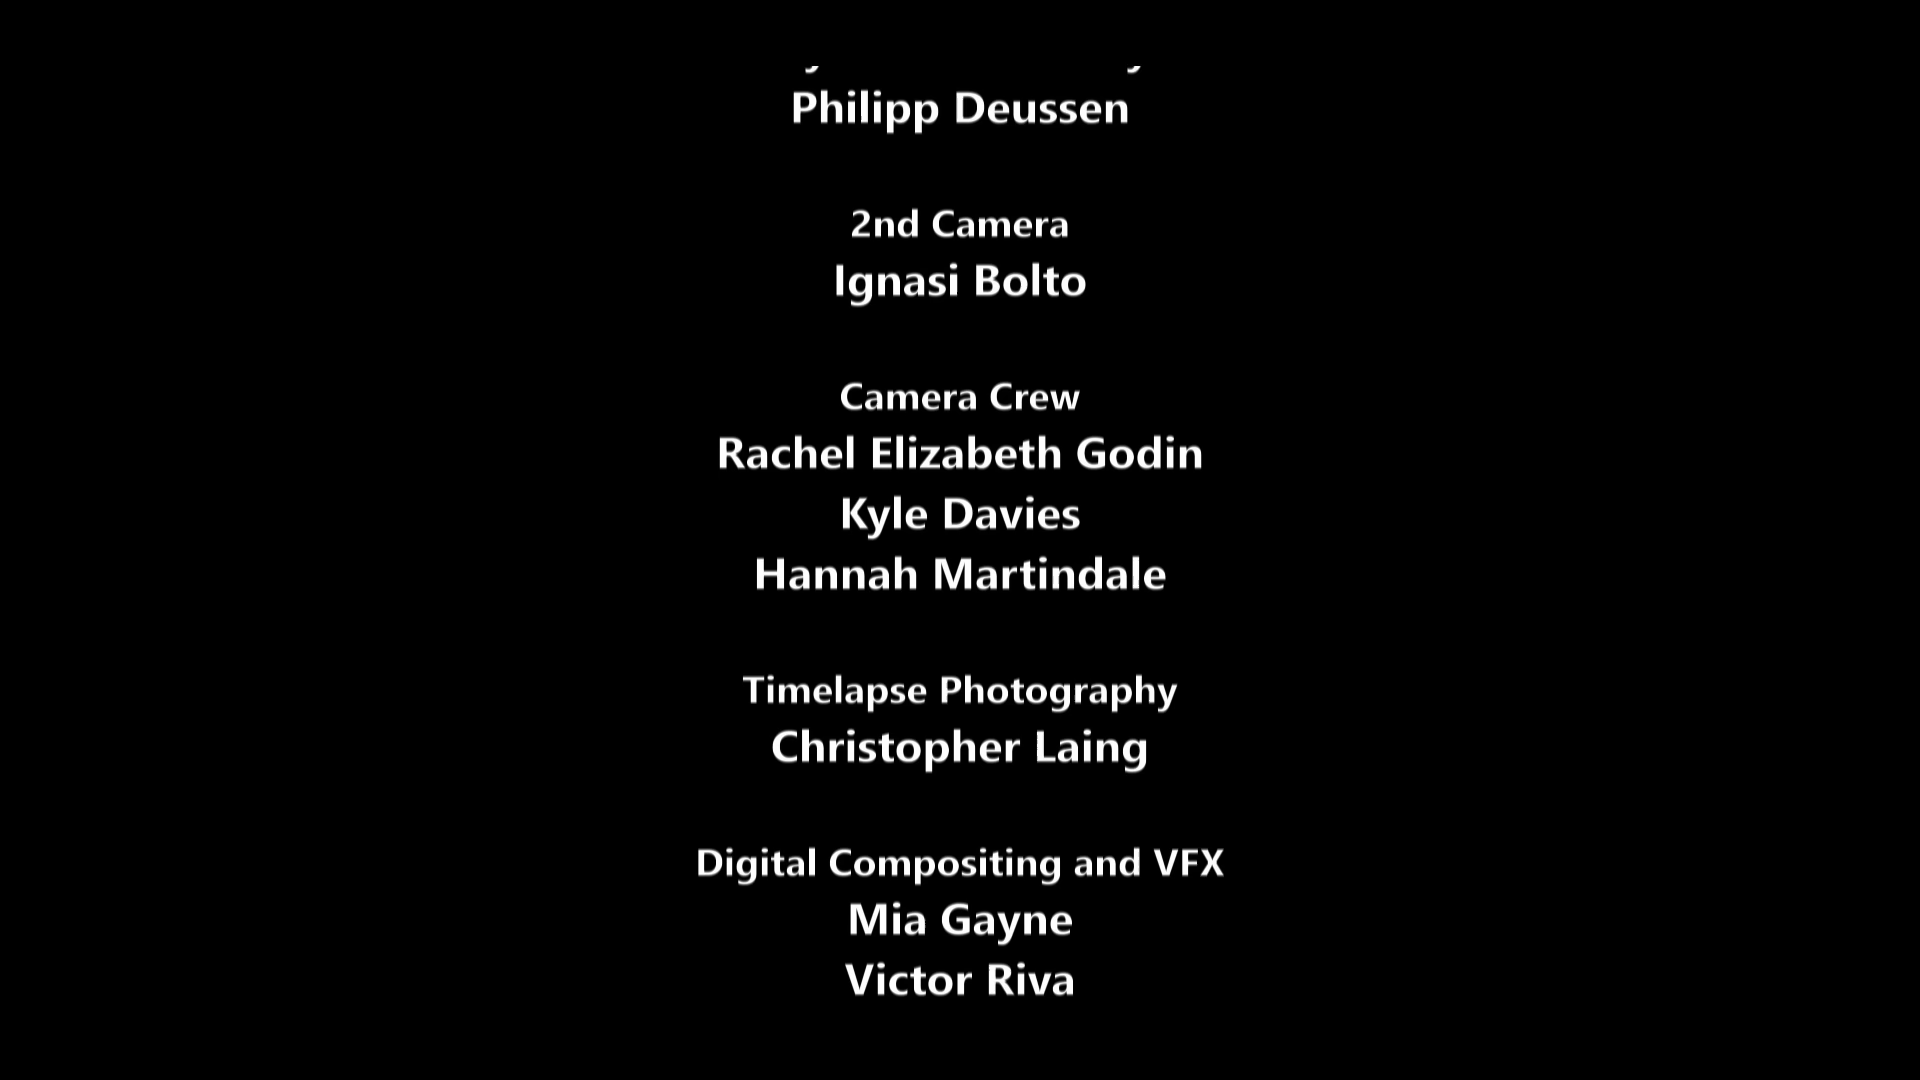 Philipp Deussen
2nd Camera
Ignasi Bolto
Camera Crew
Rachel Elizabeth Godin
Kyle Davies
Hannah Martindale
Timelapse Photography
Christopher Laing
Digital Compositing and VFX
Mia Gayne
Victor Riva